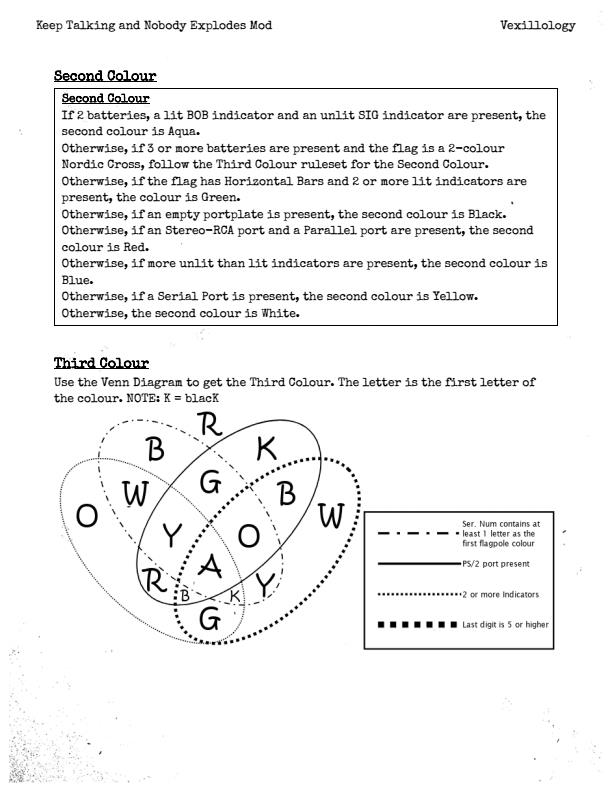 Keep Talking and Nobody Explodes Mod
Vexillology
Second Colour
Second Colour
If 2 batteries, a lit BOB indicator and an unlit SIG indicator are present, the
second colour is Aqua.
Otherwise, if 3 or more batteries are present and the flag is a 2-colour
Nordic Cross, follow the Third Colour ruleset for the Second Colour.
Otherwise, if the flag has Horizontal Bars and 2 or more lit indicators are
present, the colour is Green.
Otherwise, if an empty portplate is present, the second colour is Black.
Otherwise, if an Stereo-RCA port and a Parallel port are present, the second
colour is Red.
Otherwise, if more unlit than lit indicators are present, the second colour is
Blue.
Otherwise, if a Serial Port is present, the second colour is Yellow.
Otherwise, the second colour is White.
Third Colour
Use the Venn Diagram to get the Third Colour. The letter is the first letter of
the colour. NOTE: K = blacK
R
B
K
G
W
B
O
W
Y
O
A
R
Y
B
K
G
Ser. Num contains at
least 1 letter as the
first flagpole colour
PS/2 port present
2 or more Indicators
Last digit is 5 or higher